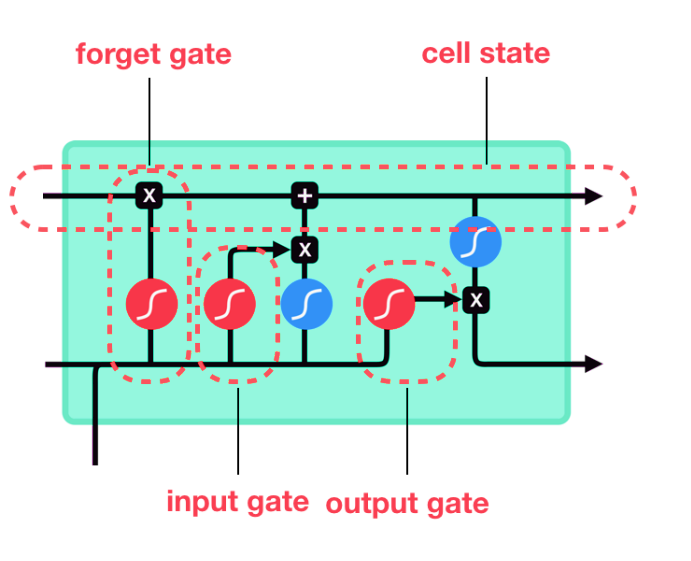 forget gate
cell state
X
+
X
X
input gate
output gate